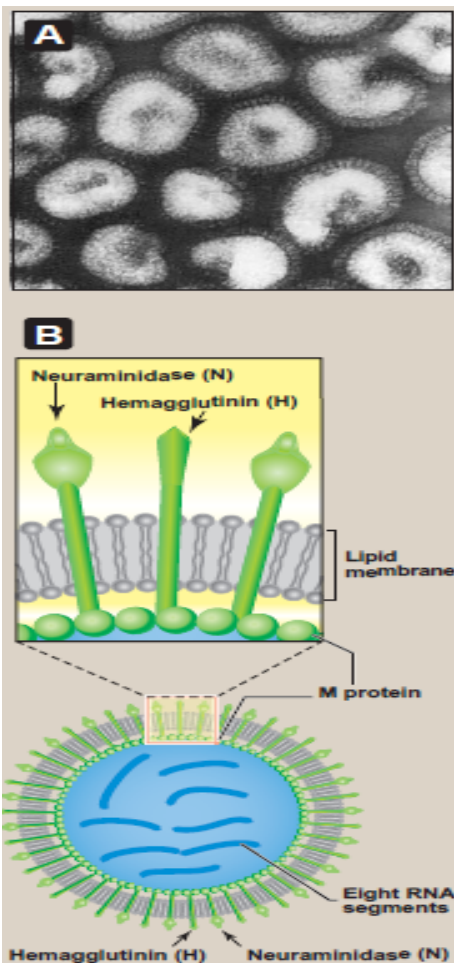 A
B
Neuraminidase (N)
Hemagglutinin (H)
Lipid
membrane
M protein
Eight RNA
segments
Hemagglutinin (H)
Neuraminidase (N)